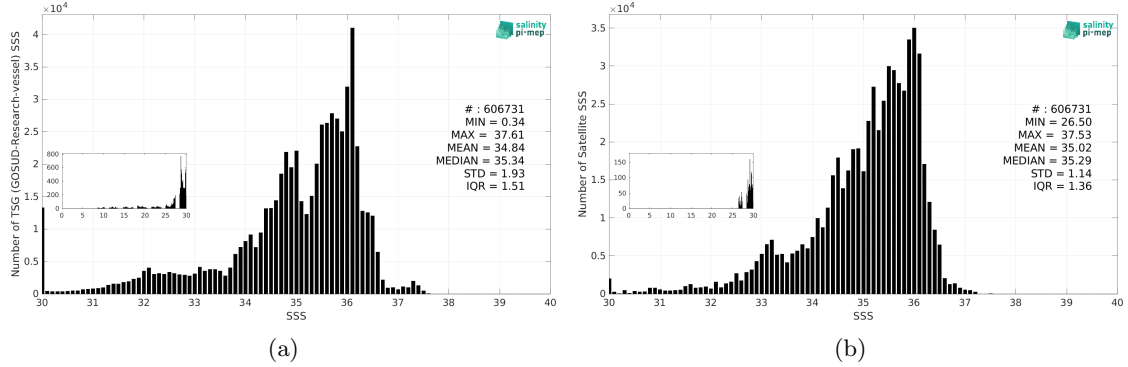 ×10⁴
4
3.5
3
2.5
2
1.5
1
0.5
0
Number of TSG (GOSUD-Research-vessel) SSS
salinity
pi-mep
# : 606731
MIN = 0.34
MAX = 37.61
MEAN = 34.84
MEDIAN = 35.34
STD = 1.93
IQR = 1.51
800
600
400
200
0
0 5 10 15 20 25 30
30 31 32 33 34 35 36 37 38 39 40
SSS
(a)
×10⁴
3.5
3
2.5
2
1.5
1
0.5
0
Number of Satellite SSS
salinity
pi-mep
# : 606731
MIN = 26.50
MAX = 37.53
MEAN = 35.02
MEDIAN = 35.29
STD = 1.14
IQR = 1.36
150
100
50
0
0 5 10 15 20 25 30
30 31 32 33 34 35 36 37 38 39 40
SSS
(b)